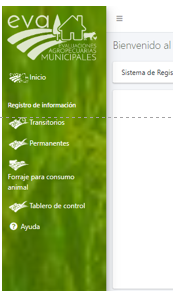 eva
EVALUACIONES
AGROPECUARIAS
MUNICIPALES
Bienvenido al
Inicio
Sistema de Regis
Registro de información
Transitorios
Permanentes
Forraje para consumo
animal
Tablero de control
Ayuda